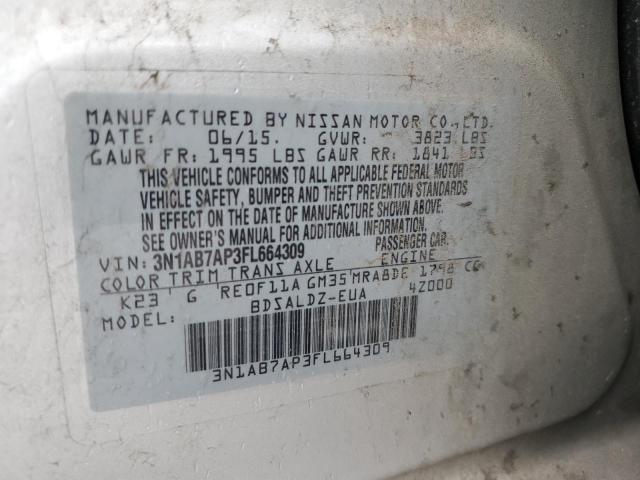 MANUFACTURED BY NISSAN MOTOR CO., LTD.
DATE: 06/15. GVWR: 3823 LBS
GAWR FR: 1995 LBS GAWR RR: 1841 LBS
THIS VEHICLE CONFORMS TO ALL APPLICABLE FEDERAL MOTOR
VEHICLE SAFETY, BUMPER AND THEFT PREVENTION STANDARDS
IN EFFECT ON THE DATE OF MANUFACTURE SHOWN ABOVE.
SEE OWNER'S MANUAL FOR ADDITIONAL INFORMATION.
VIN: 3N1AB7AP3FL664309 PASSENGER CAR.
COLOR TRIM TRANS AXLE ENGINE
K23 G RE0F11A GM35 MRA8DE 1798 CC
MODEL: BDSALDZ-EUA 4Z000
3N1AB7AP3FL664309